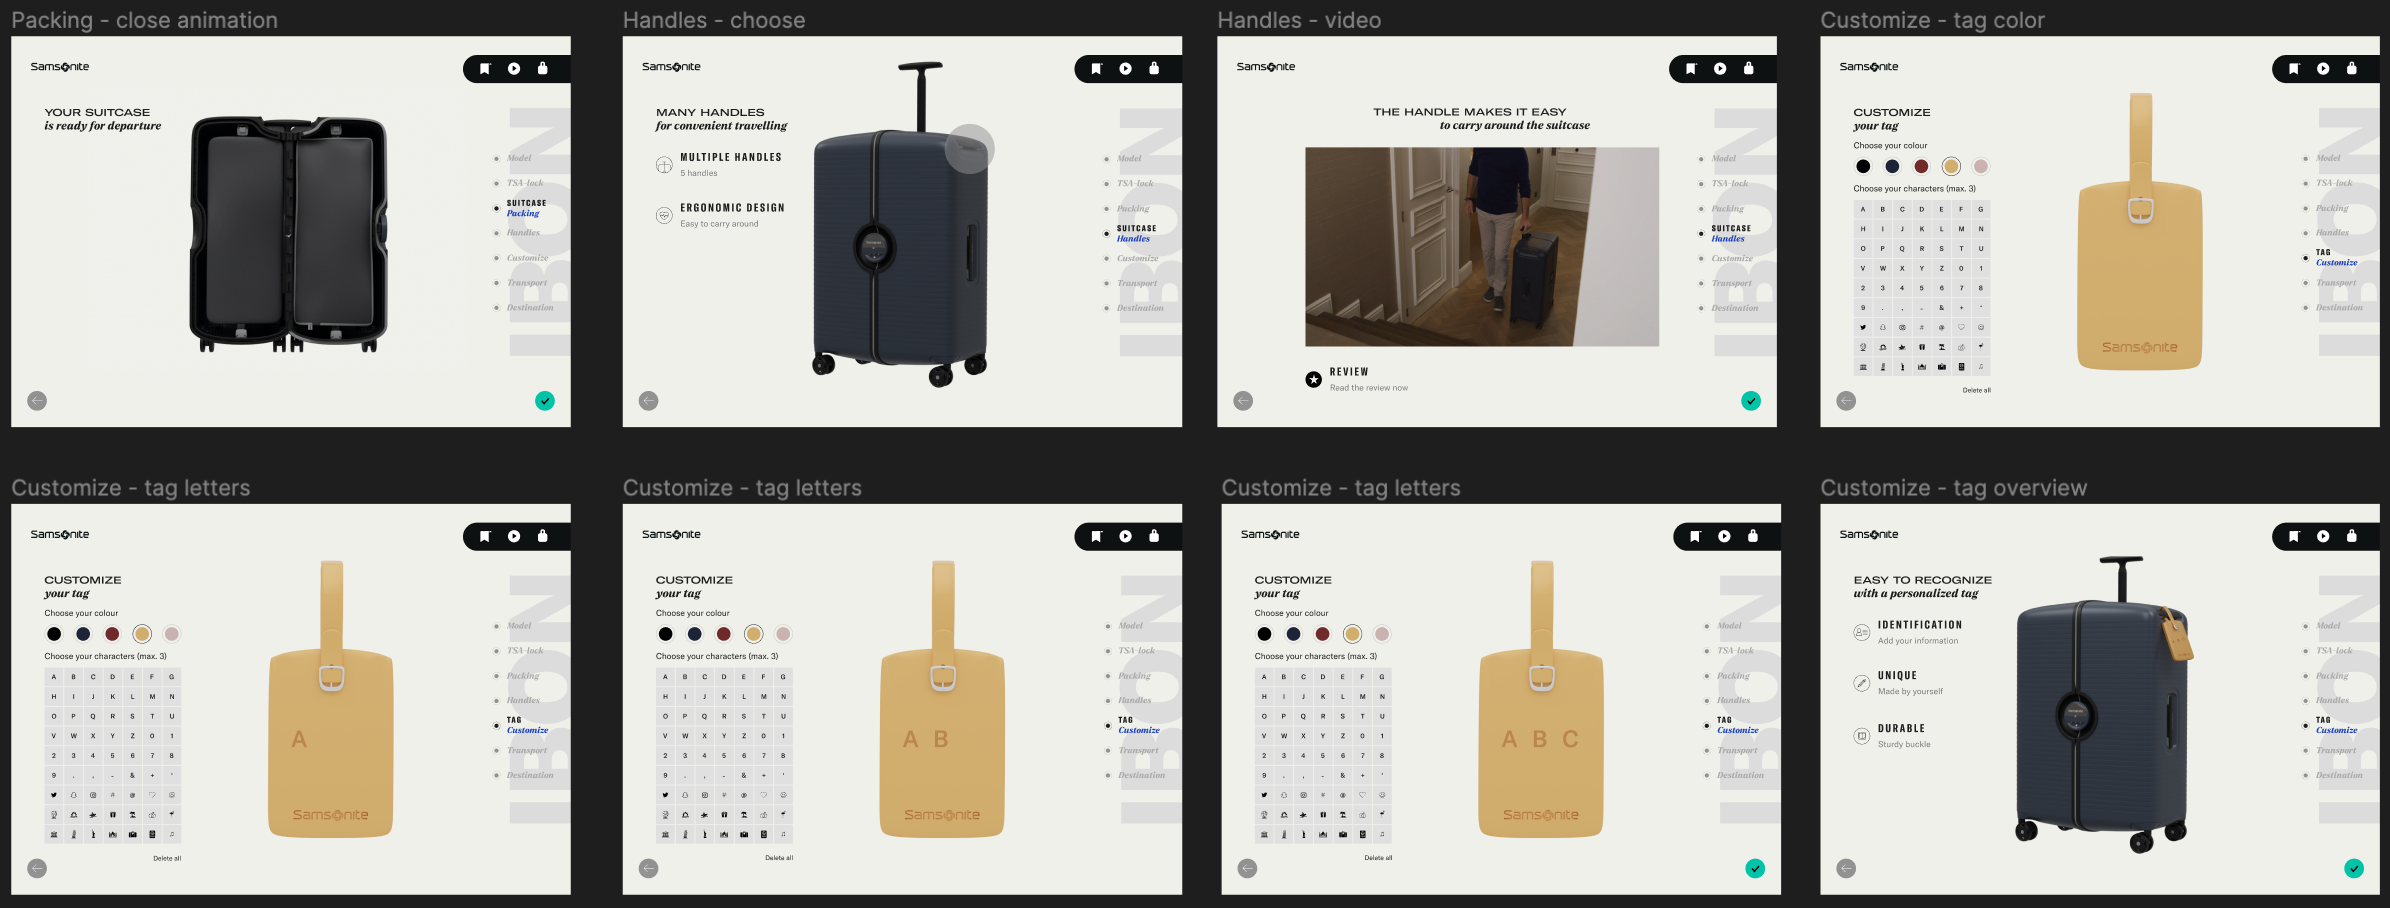 Packing - close animation
Samsonite
YOUR SUITCASE
is ready for departure
IBON
Model
TSA-lock
SUITCASE
Packing
Handles
Customize
Transport
Destination
Handles - choose
Samsonite
MANY HANDLES
for convenient travelling
MULTIPLE HANDLES
5 handles
ERGONOMIC DESIGN
Easy to carry around
IBON
Model
TSA-lock
Packing
SUITCASE
Handles
Customize
Transport
Destination
Handles - video
Samsonite
THE HANDLE MAKES IT EASY
to carry around the suitcase
REVIEW
Read the review now
IBON
Model
TSA-lock
Packing
SUITCASE
Handles
Customize
Transport
Destination
Customize - tag color
Samsonite
CUSTOMIZE
your tag
Choose your colour
Choose your characters (max. 3)
A B C D E F G
H I J K L M N
O P Q R S T U
V W X Y Z 0 1
2 3 4 5 6 7 8
9 . , - & + '
# @
Delete all
Samsonite
IBON
Model
TSA-lock
Packing
Handles
TAG
Customize
Transport
Destination
Customize - tag letters
Samsonite
CUSTOMIZE
your tag
Choose your colour
Choose your characters (max. 3)
A B C D E F G
H I J K L M N
O P Q R S T U
V W X Y Z 0 1
2 3 4 5 6 7 8
9 . , - & + '
# @
Delete all
A
Samsonite
IBON
Model
TSA-lock
Packing
Handles
TAG
Customize
Transport
Destination
Customize - tag letters
Samsonite
CUSTOMIZE
your tag
Choose your colour
Choose your characters (max. 3)
A B C D E F G
H I J K L M N
O P Q R S T U
V W X Y Z 0 1
2 3 4 5 6 7 8
9 . , - & + '
# @
Delete all
A B
Samsonite
IBON
Model
TSA-lock
Packing
Handles
TAG
Customize
Transport
Destination
Customize - tag letters
Samsonite
CUSTOMIZE
your tag
Choose your colour
Choose your characters (max. 3)
A B C D E F G
H I J K L M N
O P Q R S T U
V W X Y Z 0 1
2 3 4 5 6 7 8
9 . , - & + '
# @
Delete all
A B C
Samsonite
IBON
Model
TSA-lock
Packing
Handles
TAG
Customize
Transport
Destination
Customize - tag overview
Samsonite
EASY TO RECOGNIZE
with a personalized tag
IDENTIFICATION
Add your information
UNIQUE
Made by yourself
DURABLE
Sturdy buckle
IBON
Model
TSA-lock
Packing
Handles
TAG
Customize
Transport
Destination